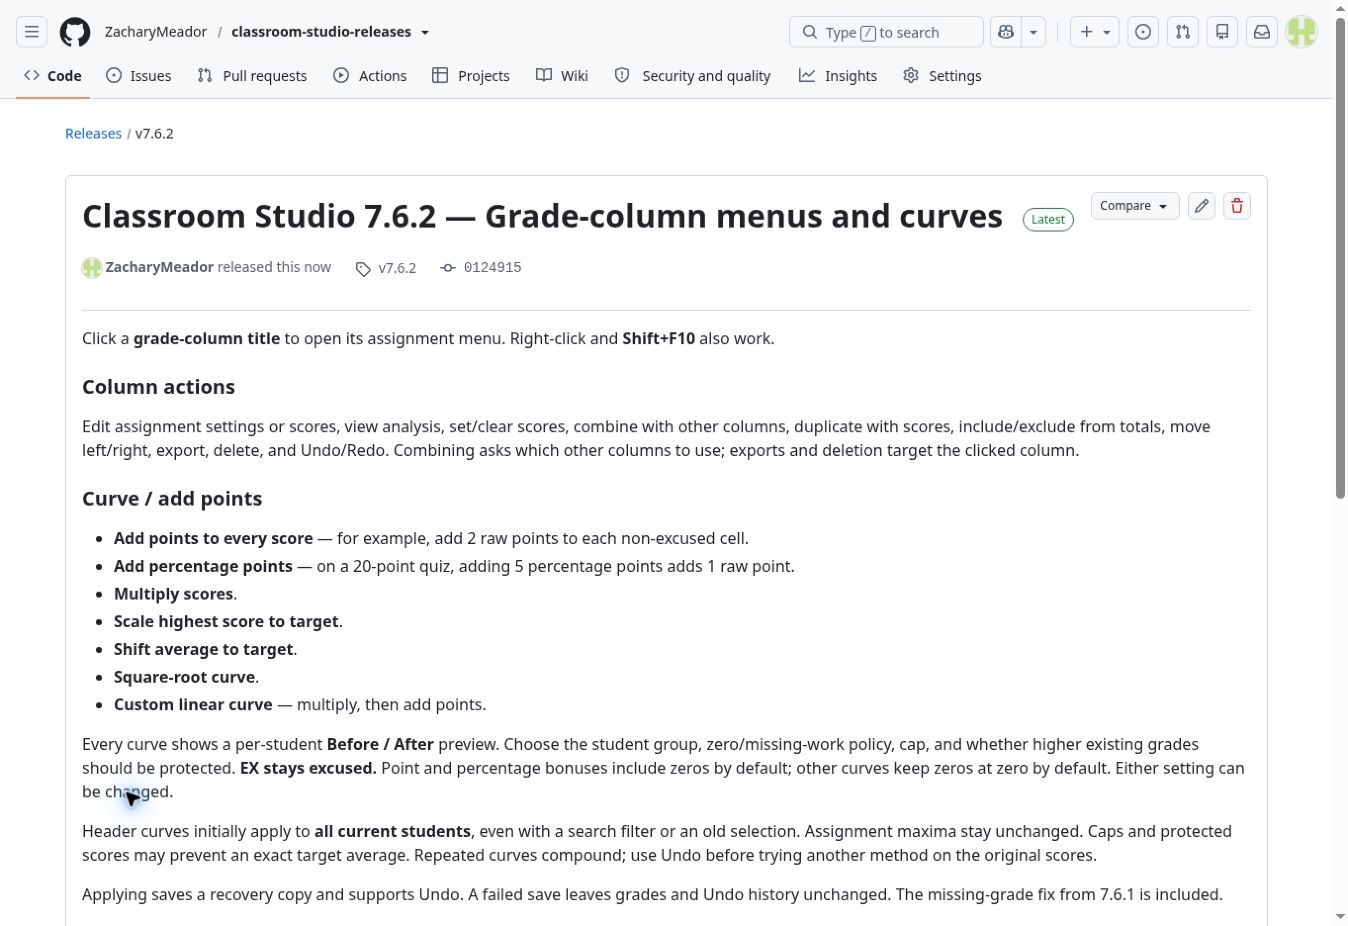 ZacharyMeador / classroom-studio-releases
Type / to search
Code Issues Pull requests Actions Projects Wiki Security and quality Insights Settings
Releases / v7.6.2
Classroom Studio 7.6.2 — Grade-column menus and curves Latest Compare
ZacharyMeador released this now v7.6.2 0124915
Click a grade-column title to open its assignment menu. Right-click and Shift+F10 also work.
Column actions
Edit assignment settings or scores, view analysis, set/clear scores, combine with other columns, duplicate with scores, include/exclude from totals, move
left/right, export, delete, and Undo/Redo. Combining asks which other columns to use; exports and deletion target the clicked column.
Curve / add points
• Add points to every score — for example, add 2 raw points to each non-excused cell.
• Add percentage points — on a 20-point quiz, adding 5 percentage points adds 1 raw point.
• Multiply scores.
• Scale highest score to target.
• Shift average to target.
• Square-root curve.
• Custom linear curve — multiply, then add points.
Every curve shows a per-student Before / After preview. Choose the student group, zero/missing-work policy, cap, and whether higher existing grades
should be protected. EX stays excused. Point and percentage bonuses include zeros by default; other curves keep zeros at zero by default. Either setting can
be changed.
Header curves initially apply to all current students, even with a search filter or an old selection. Assignment maxima stay unchanged. Caps and protected
scores may prevent an exact target average. Repeated curves compound; use Undo before trying another method on the original scores.
Applying saves a recovery copy and supports Undo. A failed save leaves grades and Undo history unchanged. The missing-grade fix from 7.6.1 is included.